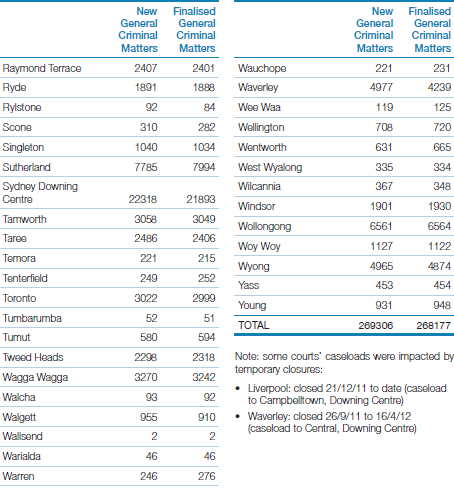 New General Criminal Matters Finalised General Criminal Matters
Raymond Terrace 2407 2401
Ryde 1891 1888
Rylstone 92 84
Scone 310 282
Singleton 1040 1034
Sutherland 7785 7994
Sydney Downing
Centre 22318 21893
Tamworth 3058 3049
Taree 2486 2406
Temora 221 215
Tenterfield 249 252
Toronto 3022 2999
Tumbarumba 52 51
Tumut 580 594
Tweed Heads 2298 2318
Wagga Wagga 3270 3242
Walcha 93 92
Walgett 955 910
Wallsend 2 2
Warialda 46 46
Warren 246 276
New General Criminal Matters Finalised General Criminal Matters
Wauchope 221 231
Waverley 4977 4239
Wee Waa 119 125
Wellington 708 720
Wentworth 631 665
West Wyalong 335 334
Wilcannia 367 348
Windsor 1901 1930
Wollongong 6561 6564
Woy Woy 1127 1122
Wyong 4965 4874
Yass 453 454
Young 931 948
TOTAL 269306 268177
Note: some courts' caseloads were impacted by
temporary closures:
• Liverpool: closed 21/12/11 to date (caseload
to Campbelltown, Downing Centre)
• Waverley: closed 26/9/11 to 16/4/12
(caseload to Central, Downing Centre)